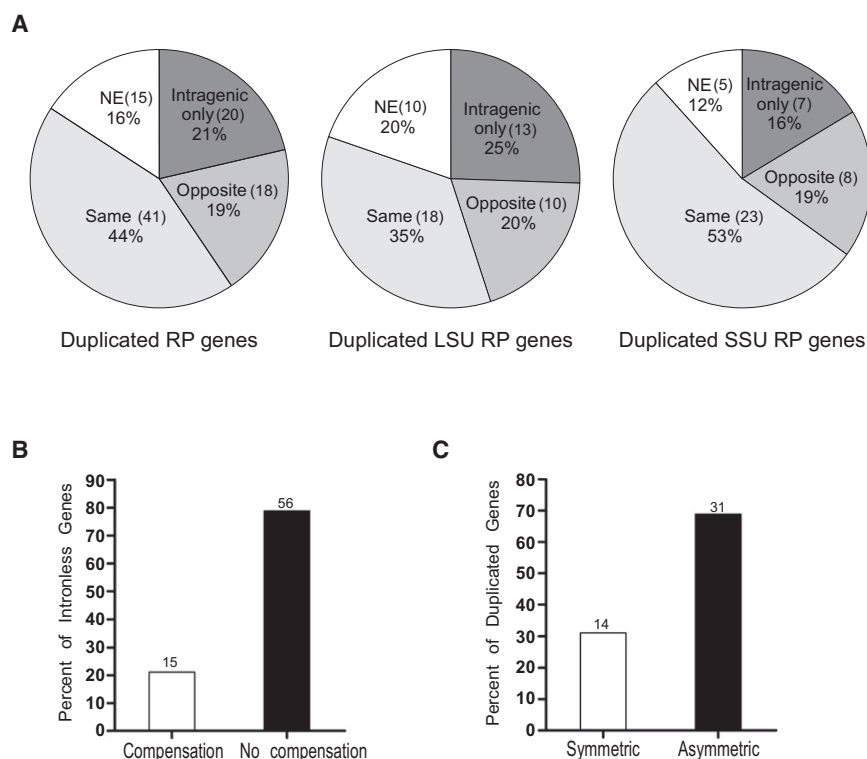 A
NE(15)
16%
Intragenic
only (20)
21%
Opposite (18)
19%
Same (41)
44%
Duplicated RP genes
NE(10)
20%
Intragenic
only (13)
25%
Opposite (10)
20%
Same (18)
35%
Duplicated LSU RP genes
NE(5)
12%
Intragenic
only (7)
16%
Opposite (8)
19%
Same (23)
53%
Duplicated SSU RP genes
B
Percent of Intronless Genes
90
80
70
60
50
40
30
20
10
0
15
56
Compensation
No compensation
C
Percent of Duplicated Genes
80
70
60
50
40
30
20
10
0
14
31
Symmetric
Asymmetric